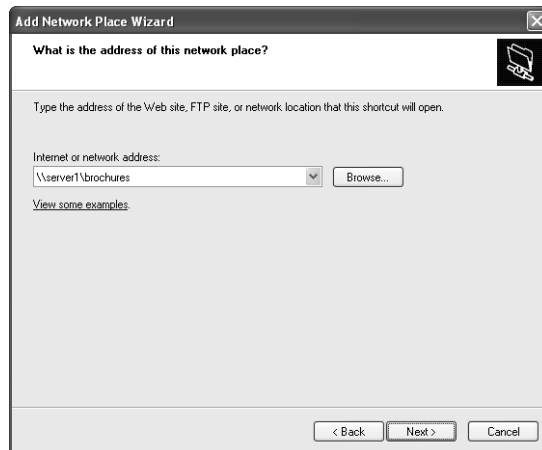 Add Network Place Wizard
What is the address of this network place?
Type the address of the Web site, FTP site, or network location that this shortcut will open.
Internet or network address:
\\server1\brochures
Browse...
View some examples.
< Back
Next >
Cancel